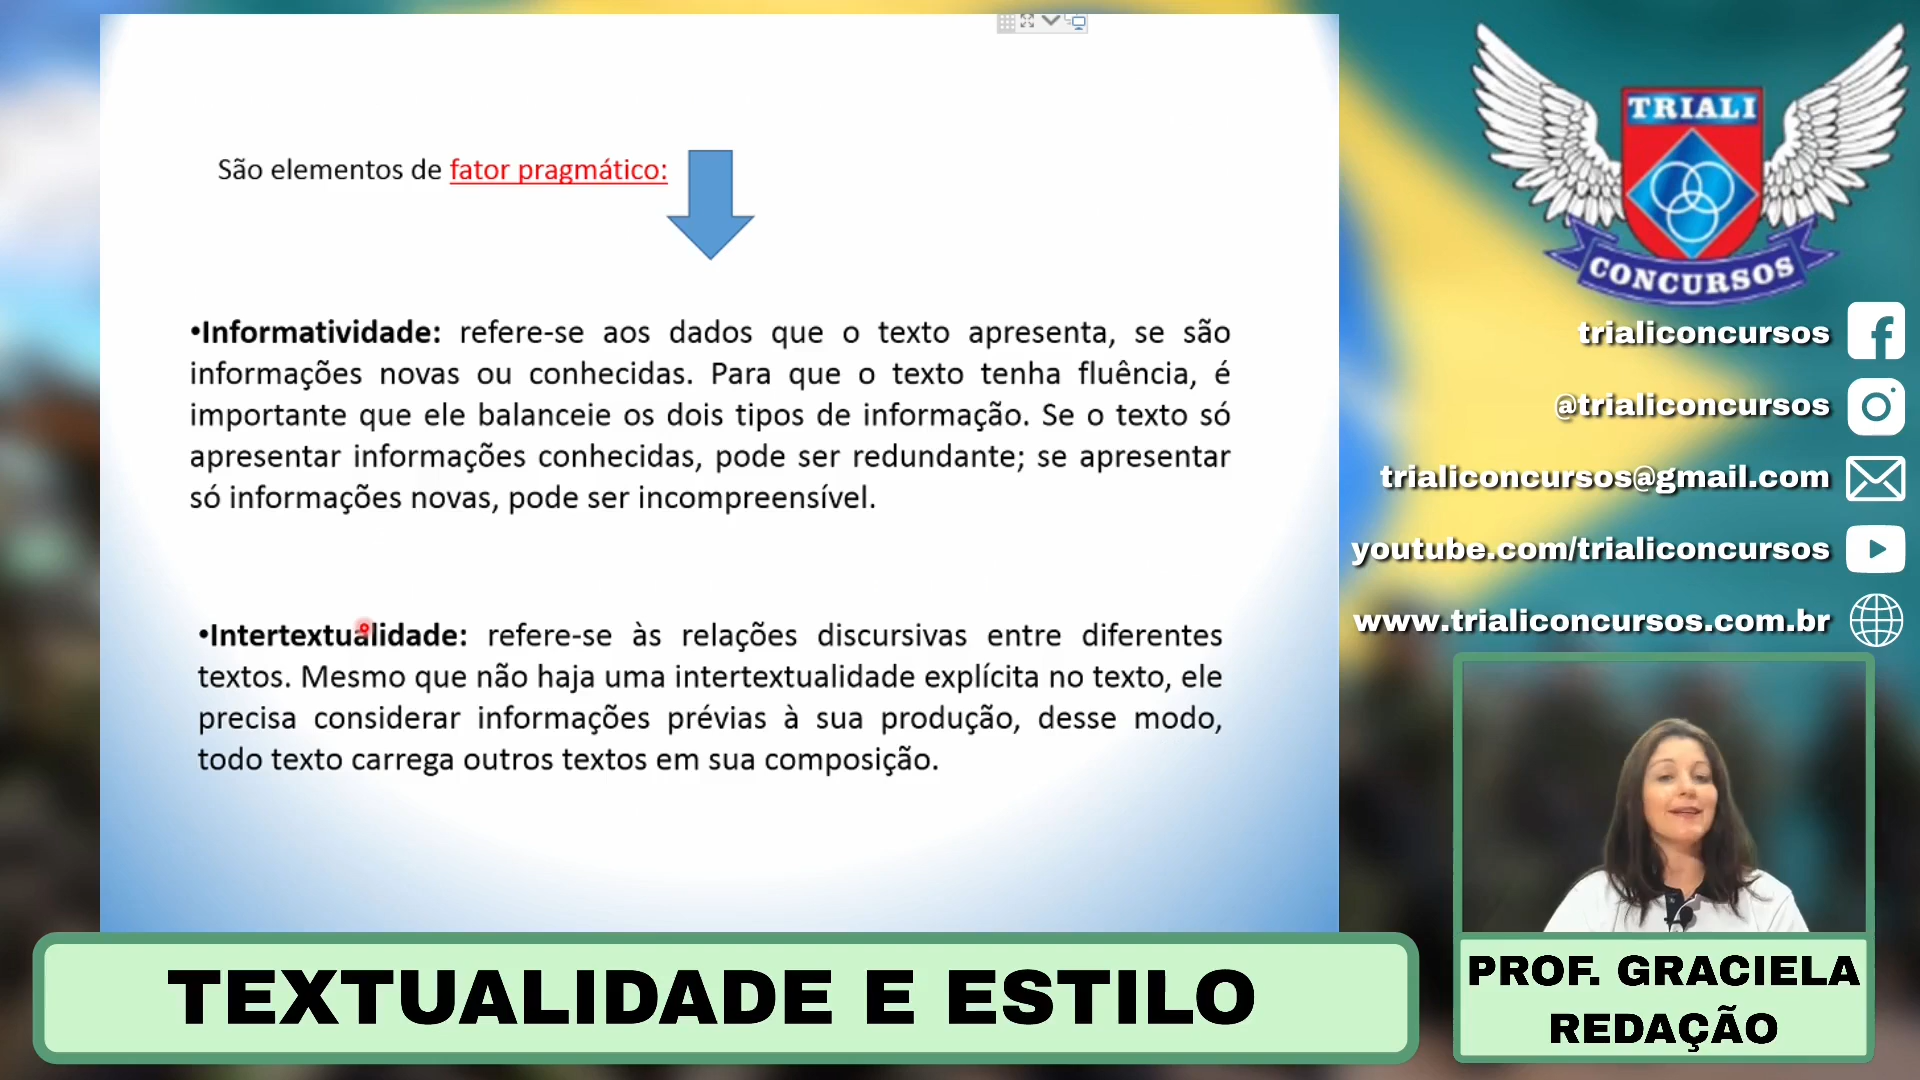 São elementos de fator pragmático:
•Informatividade: refere-se aos dados que o texto apresenta, se são
informações novas ou conhecidas. Para que o texto tenha fluência, é
importante que ele balanceie os dois tipos de informação. Se o texto só
apresentar informações conhecidas, pode ser redundante; se apresentar
só informações novas, pode ser incompreensível.
•Intertextualidade: refere-se às relações discursivas entre diferentes
textos. Mesmo que não haja uma intertextualidade explícita no texto, ele
precisa considerar informações prévias à sua produção, desse modo,
todo texto carrega outros textos em sua composição.
TEXTUALIDADE E ESTILO
TRIALI
CONCURSOS
trialiconcursos
@trialiconcursos
trialiconcursos@gmail.com
youtube.com/trialiconcursos
www.trialiconcursos.com.br
PROF. GRACIELA
REDAÇÃO